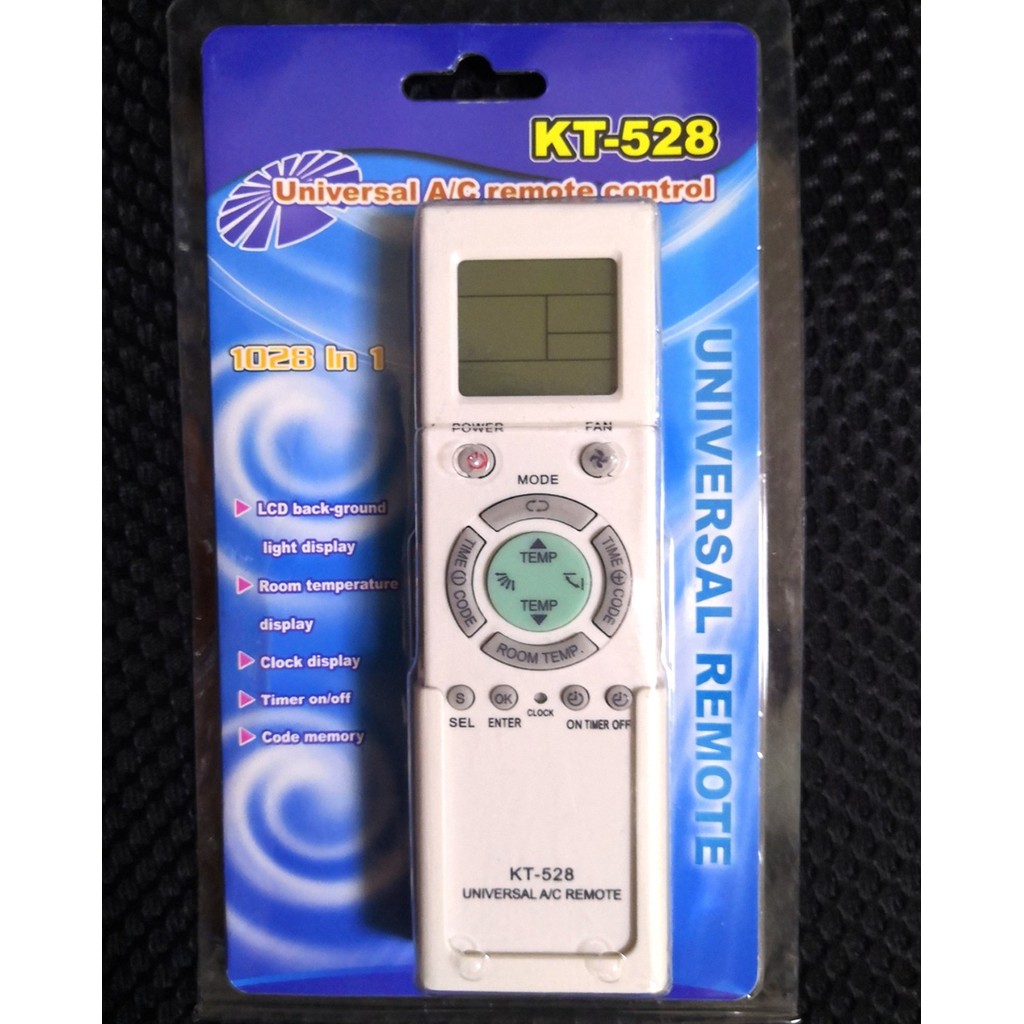 KT-528
Universal A/C remote control
1028 In 1
LCD back-ground
light display
Room temperature
display
Clock display
Timer on/off
Code memory
UNIVERSAL REMOTE
POWER
FAN
MODE
TIME CODE
TEMP
TEMP
TIME CODE
ROOM TEMP.
S
OK
SEL
ENTER
CLOCK
ON TIMER OFF
KT-528
UNIVERSAL A/C REMOTE